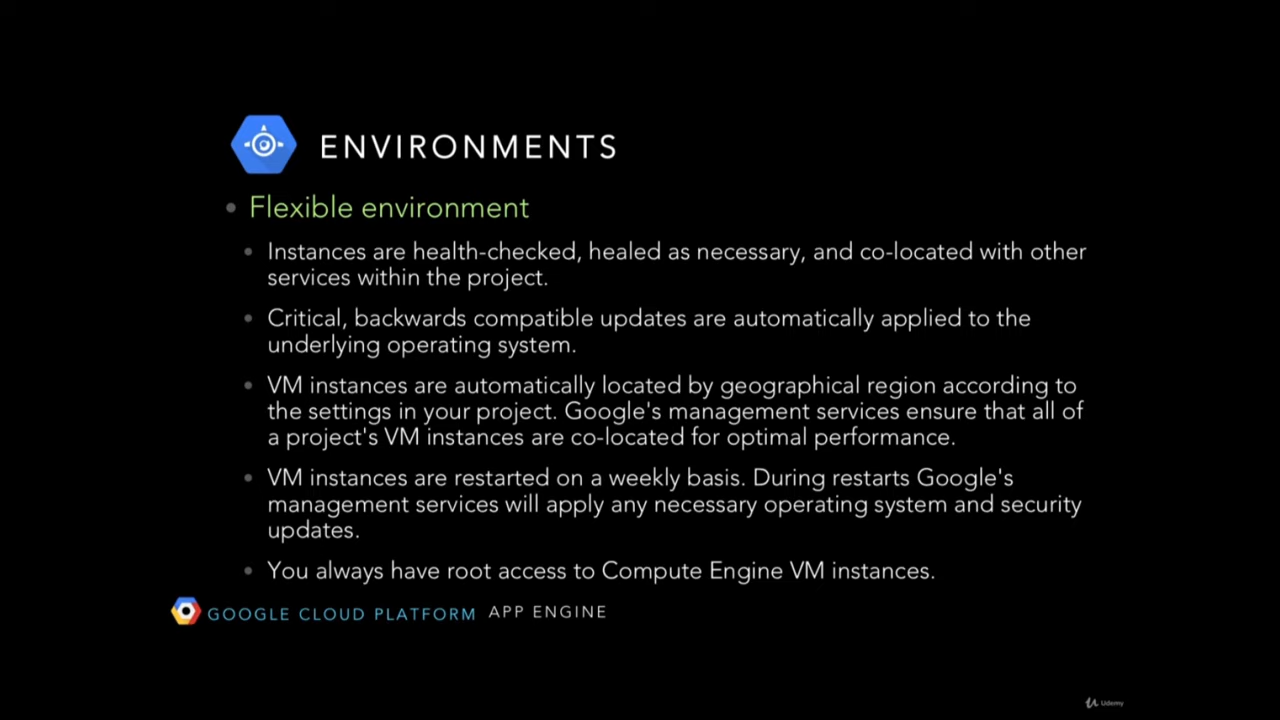 ENVIRONMENTS
• Flexible environment
• Instances are health-checked, healed as necessary, and co-located with other
services within the project.
• Critical, backwards compatible updates are automatically applied to the
underlying operating system.
• VM instances are automatically located by geographical region according to
the settings in your project. Google's management services ensure that all of
a project's VM instances are co-located for optimal performance.
• VM instances are restarted on a weekly basis. During restarts Google's
management services will apply any necessary operating system and security
updates.
• You always have root access to Compute Engine VM instances.
GOOGLE CLOUD PLATFORM APP ENGINE
Udemy